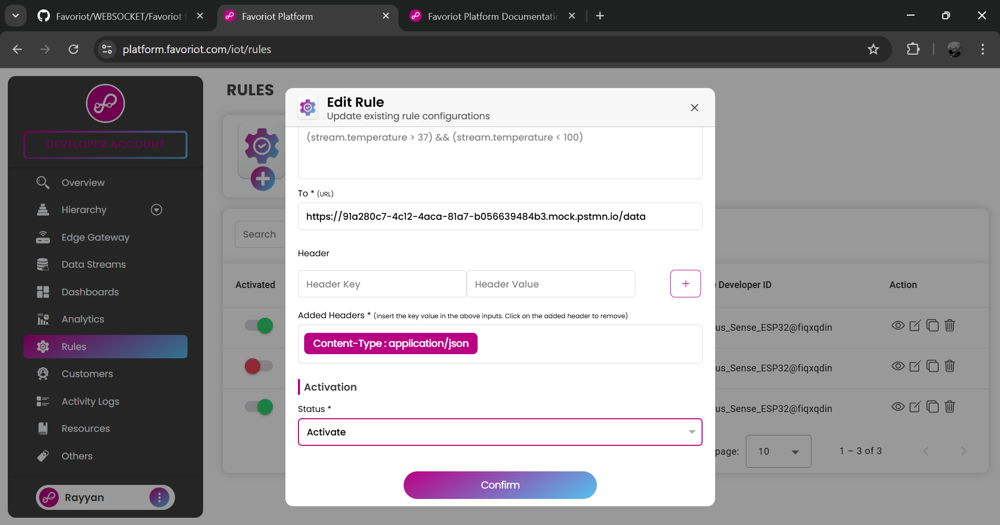 Favoriot/WEBSOCKET/Favoriot t
Favoriot Platform
Favoriot Platform Documentatio
platform.favoriot.com/iot/rules
DEVELOPER ACCOUNT
Overview
Hierarchy
Edge Gateway
Data Streams
Dashboards
Analytics
Rules
Customers
Activity Logs
Resources
Others
Rayyan
RULES
Search
Activated
e Developer ID
Action
us_Sense_ESP32@fiqxqdin
us_Sense_ESP32@fiqxqdin
us_Sense_ESP32@fiqxqdin
page:
10
1 – 3 of 3
Edit Rule
Update existing rule configurations
(stream.temperature > 37) && (stream.temperature < 100)
To * (URL)
https://91a280c7-4c12-4aca-81a7-b056639484b3.mock.pstmn.io/data
Header
Header Key
Header Value
+
Added Headers * (Insert the key value in the above inputs. Click on the added header to remove)
Content-Type : application/json
Activation
Status *
Activate
Confirm